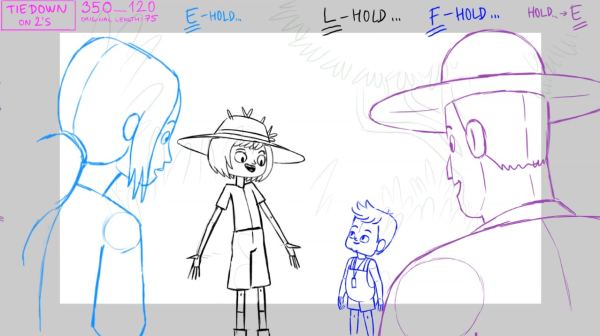 TIEDOWN
ON 2'S
350_120
ORIGINAL LENGTH: 75
E-HOLD...
L-HOLD...
F-HOLD...
HOLD..→ E